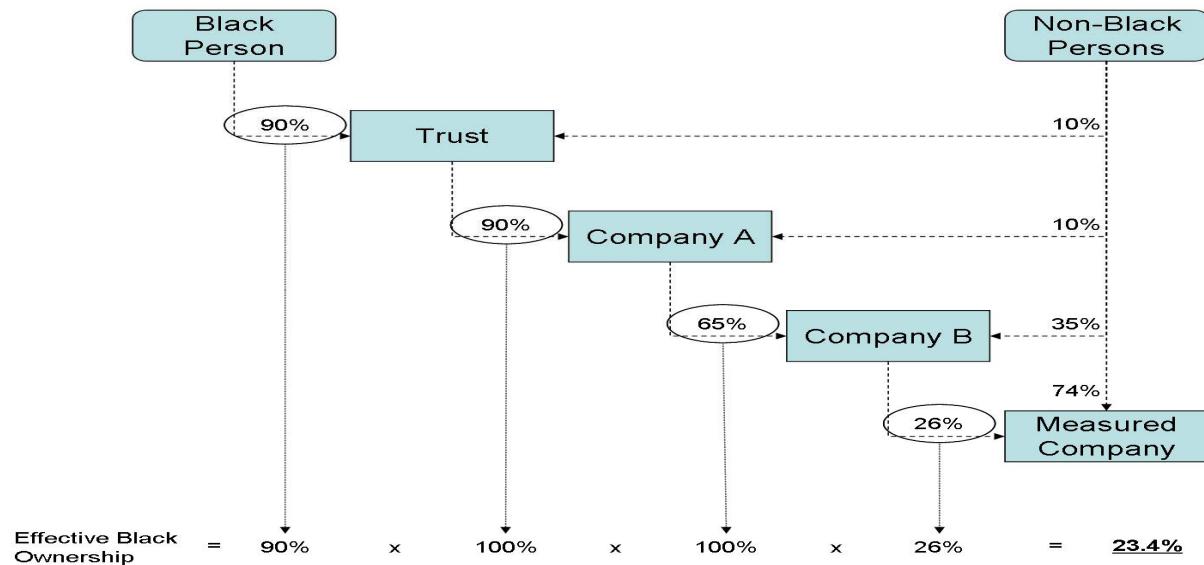 Black
Person
Non-Black
Persons
90%
Trust
10%
90%
Company A
10%
65%
Company B
35%
74%
26%
Measured
Company
Effective Black
Ownership
= 90% x 100% x 100% x 26% = 23.4%